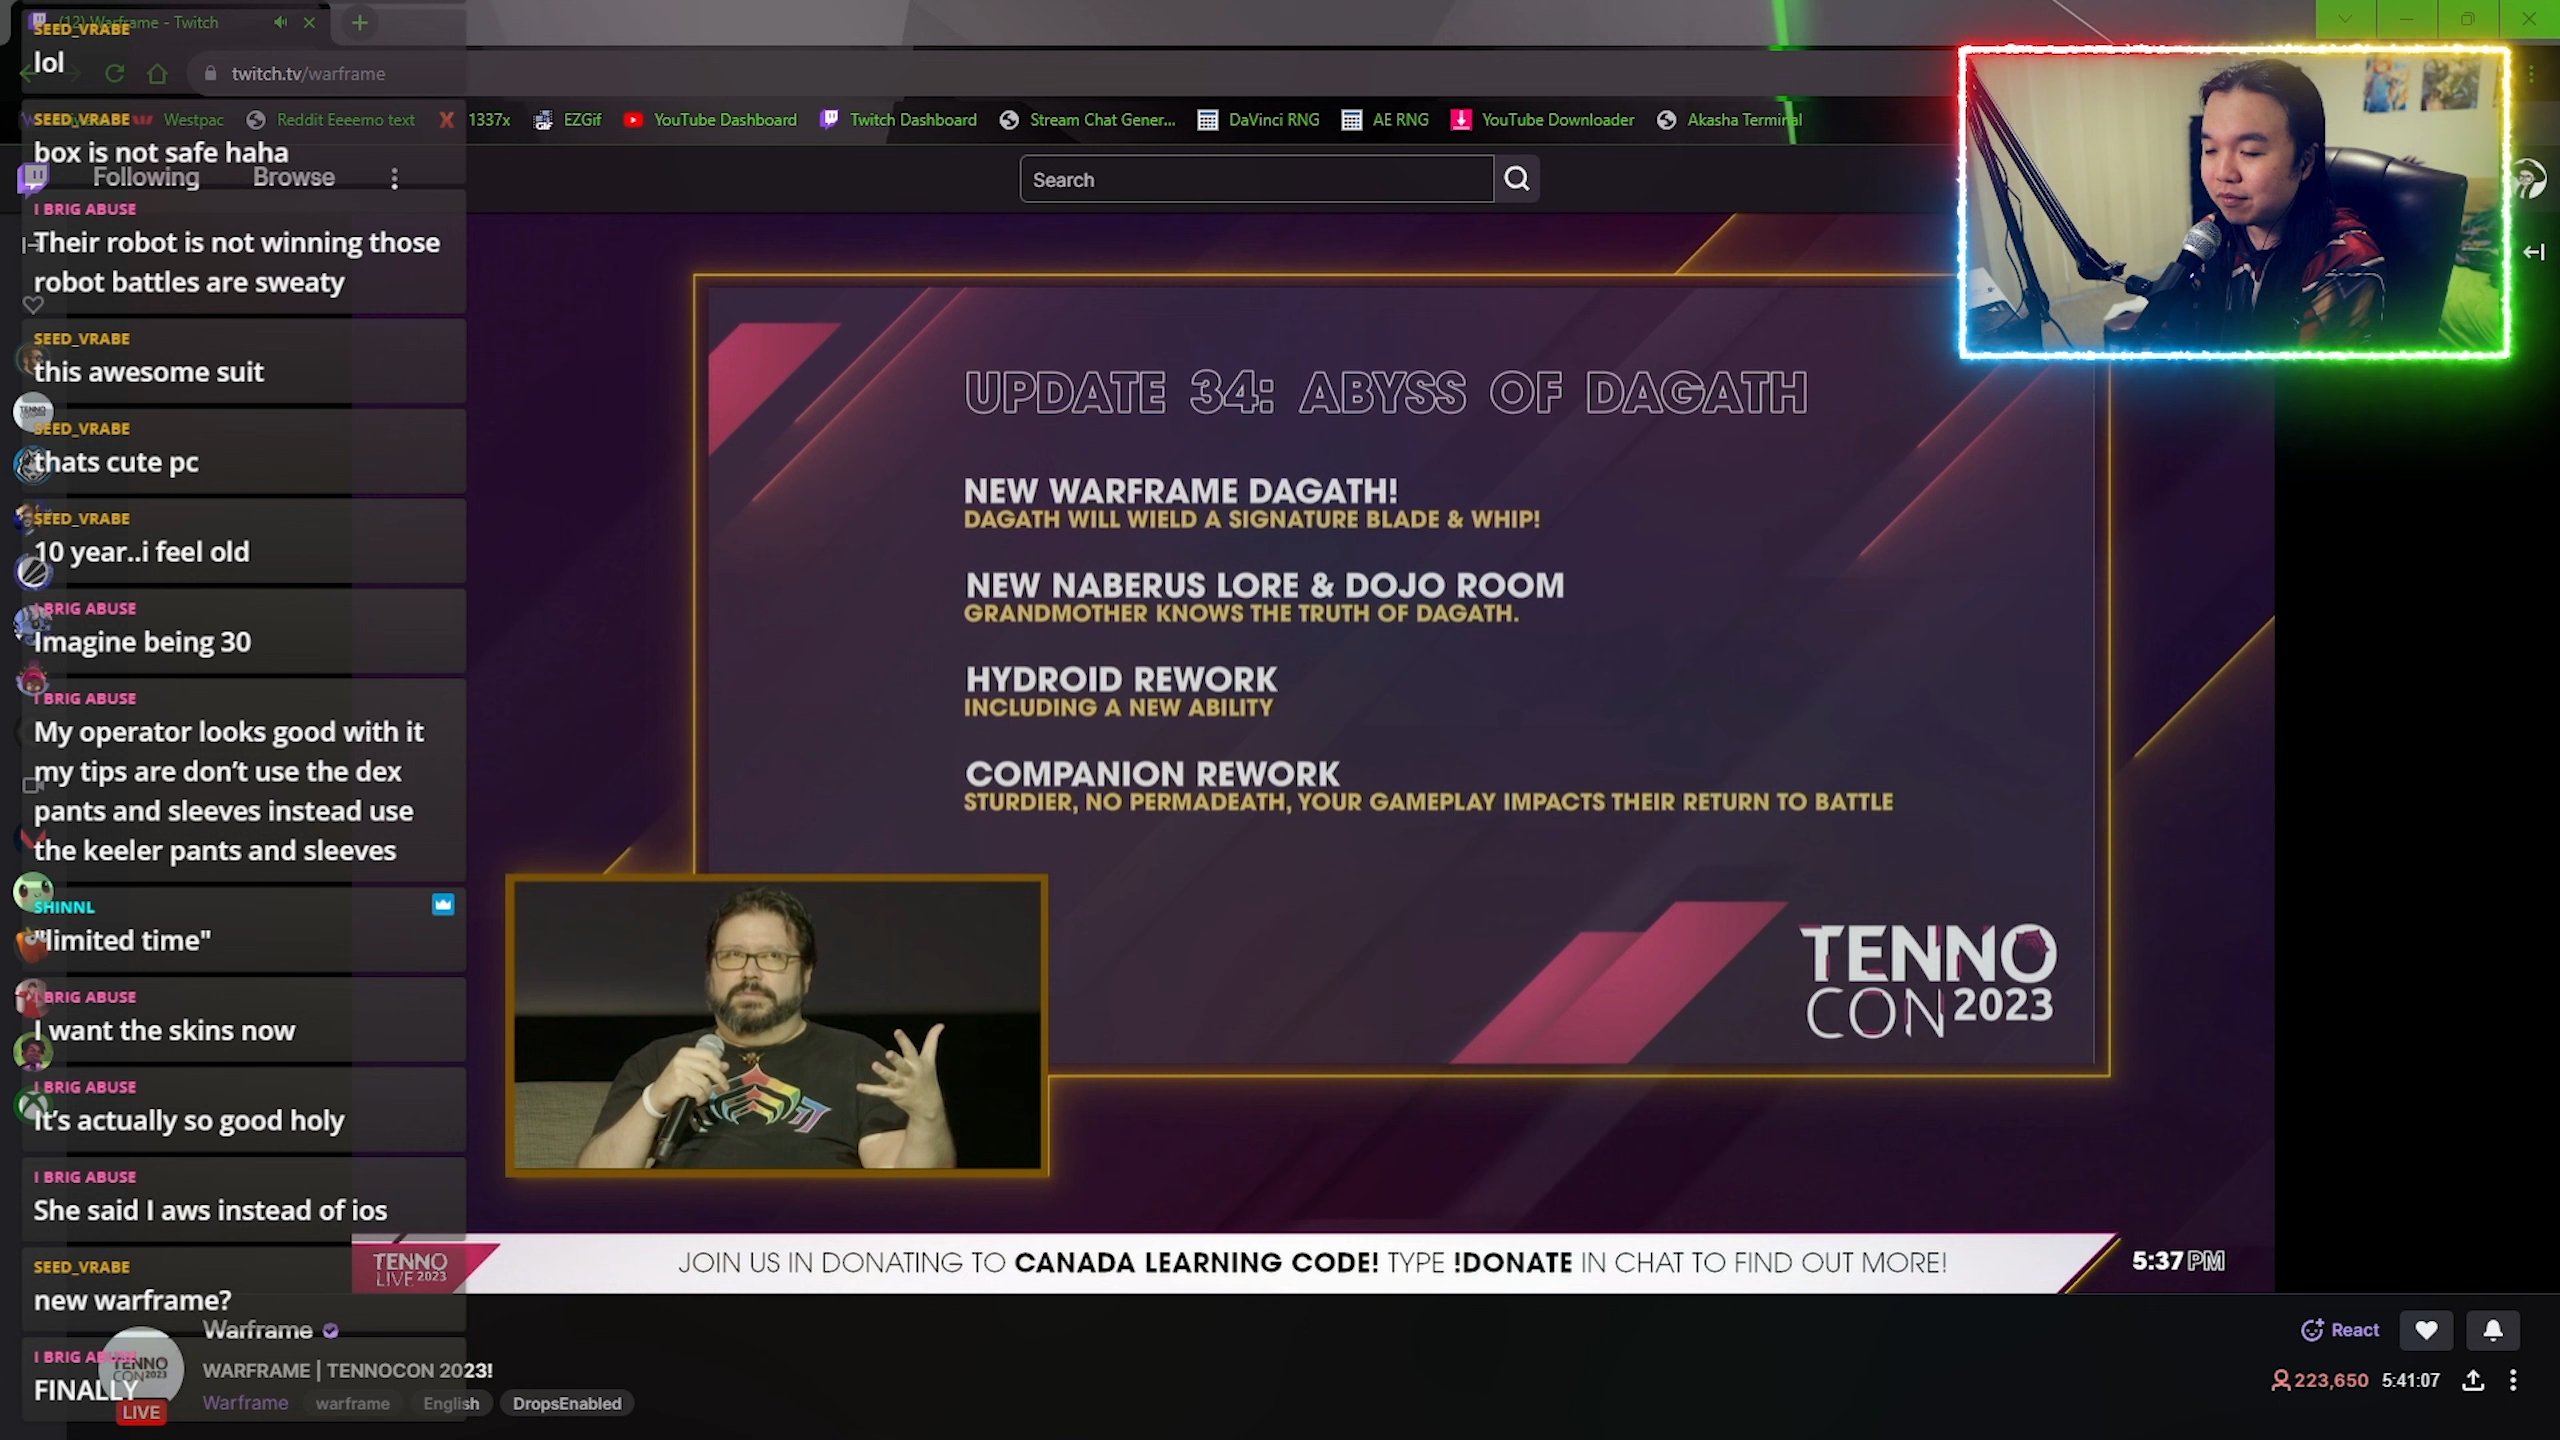 (12) Warframe - Twitch
SEED_VRABE
lol
twitch.tv/warframe
SEED_VRABE
Westpac
Reddit Eeeemo text
1337x
EZGif
YouTube Dashboard
Twitch Dashboard
Stream Chat Gener...
DaVinci RNG
AE RNG
YouTube Downloader
Akasha Terminal
box is not safe haha
Following
Browse
Search
I BRIG ABUSE
Their robot is not winning those
robot battles are sweaty
SEED_VRABE
this awesome suit
SEED_VRABE
thats cute pc
SEED_VRABE
10 year..i feel old
I BRIG ABUSE
Imagine being 30
I BRIG ABUSE
My operator looks good with it
my tips are don't use the dex
pants and sleeves instead use
the keeler pants and sleeves
SHINNL
"limited time"
I BRIG ABUSE
I want the skins now
I BRIG ABUSE
It's actually so good holy
I BRIG ABUSE
She said I aws instead of ios
SEED_VRABE
new warframe?
I BRIG ABUSE
FINALLY
UPDATE 34: ABYSS OF DAGATH
NEW WARFRAME DAGATH!
DAGATH WILL WIELD A SIGNATURE BLADE & WHIP!
NEW NABERUS LORE & DOJO ROOM
GRANDMOTHER KNOWS THE TRUTH OF DAGATH.
HYDROID REWORK
INCLUDING A NEW ABILITY
COMPANION REWORK
STURDIER, NO PERMADEATH, YOUR GAMEPLAY IMPACTS THEIR RETURN TO BATTLE
TENNO
CON 2023
TENNO
LIVE 2023
JOIN US IN DONATING TO CANADA LEARNING CODE! TYPE !DONATE IN CHAT TO FIND OUT MORE!
5:37 PM
TENNO
CON 2023
LIVE
Warframe
WARFRAME | TENNOCON 2023!
Warframe
warframe
English
DropsEnabled
React
223,650
5:41:07